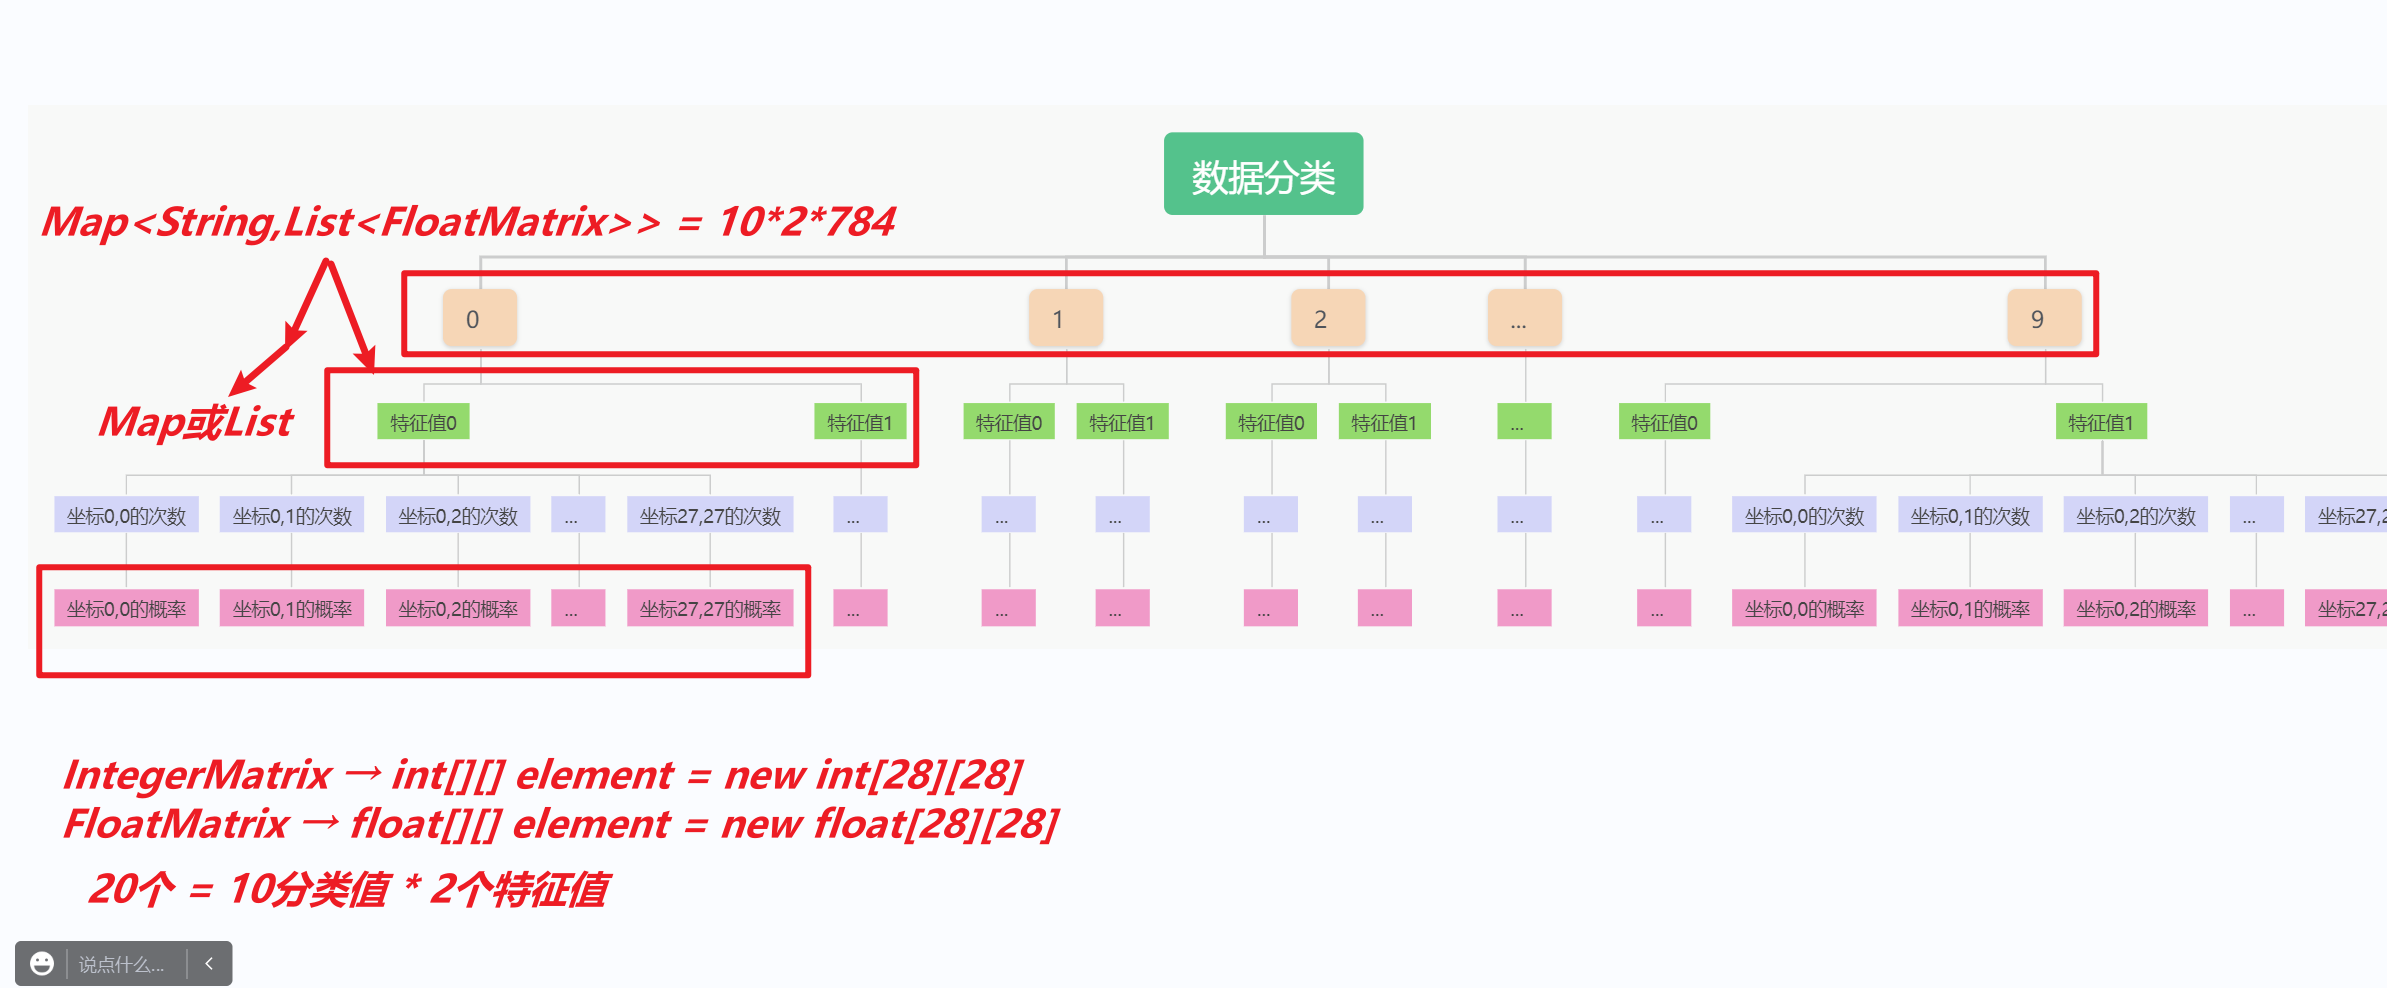 数据分类
Map<String,List<FloatMatrix>> = 10*2*784
0 1 2 ... 9
Map或List
特征值0 特征值1 特征值0 特征值1 特征值0 特征值1 ... 特征值0 特征值1
坐标0,0的次数 坐标0,1的次数 坐标0,2的次数 ... 坐标27,27的次数 ... ... ... ... ... ... ... 坐标0,0的次数 坐标0,1的次数 坐标0,2的次数 ... 坐标27,2
坐标0,0的概率 坐标0,1的概率 坐标0,2的概率 ... 坐标27,27的概率 ... ... ... ... ... ... ... 坐标0,0的概率 坐标0,1的概率 坐标0,2的概率 ... 坐标27,2
IntegerMatrix → int[][] element = new int[28][28]
FloatMatrix → float[][] element = new float[28][28]
20个 = 10分类值 * 2个特征值
说点什么...